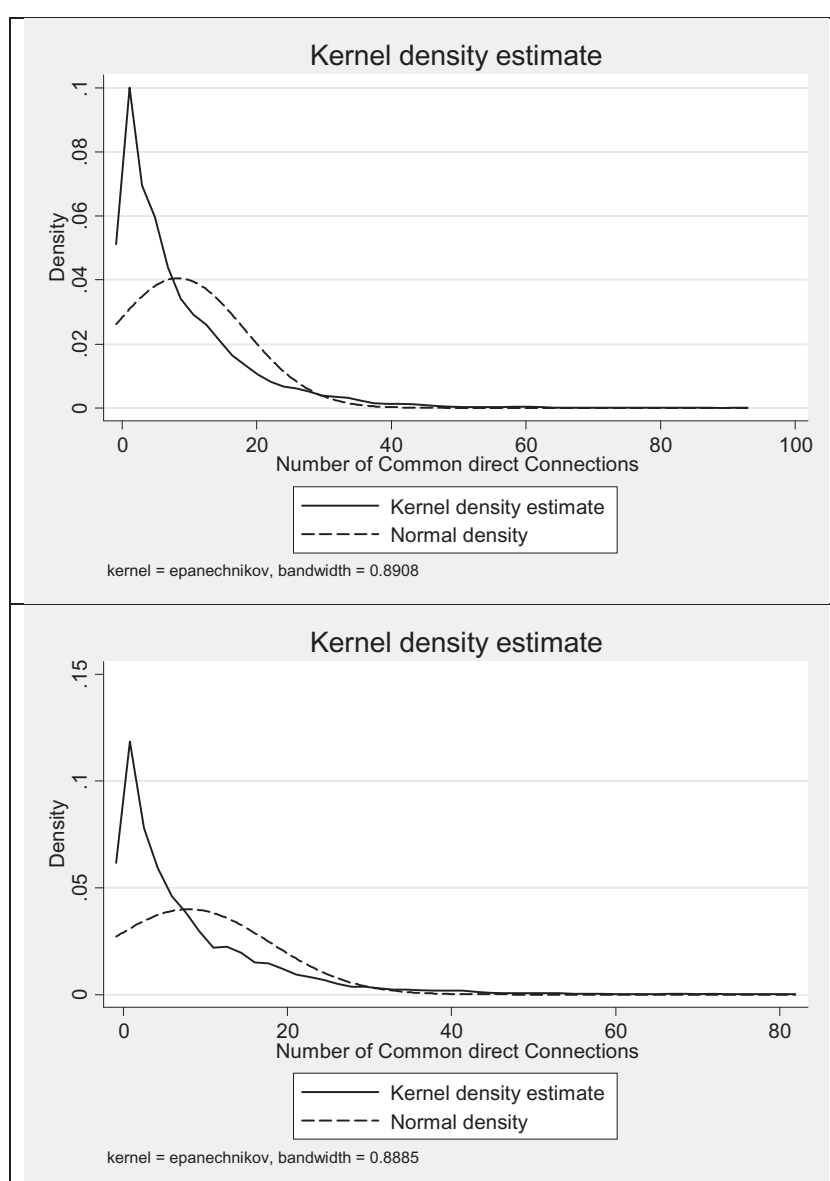 Kernel density estimate
.1
.08
.06
.04
.02
0
Density
0 20 40 60 80 100
Number of Common direct Connections
Kernel density estimate
Normal density
kernel = epanechnikov, bandwidth = 0.8908
Kernel density estimate
.15
.1
.05
0
Density
0 20 40 60 80
Number of Common direct Connections
Kernel density estimate
Normal density
kernel = epanechnikov, bandwidth = 0.8885